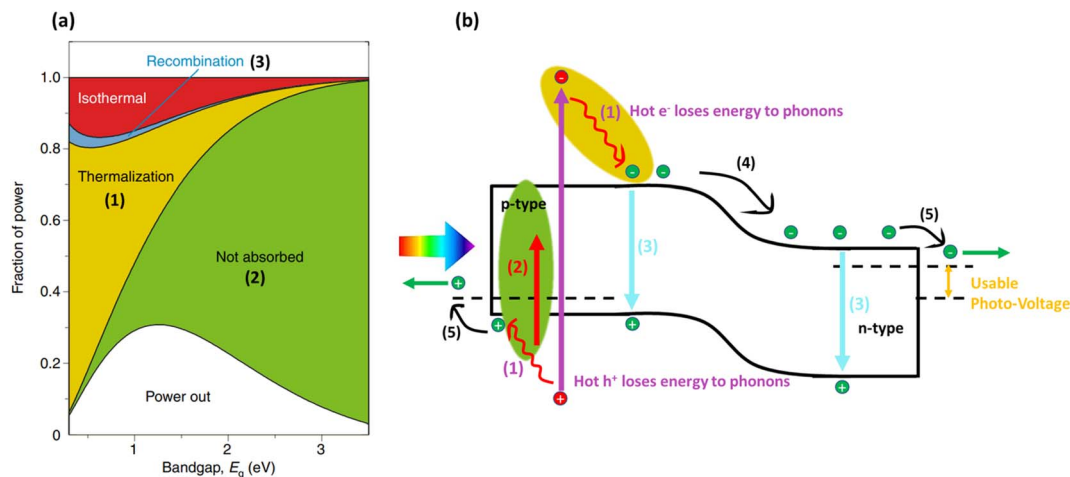 (a)
Recombination (3)
1.0
Isothermal
0.8
Thermalization
(1)
0.6
Fraction of power
Not absorbed
(2)
0.4
0.2
Power out
0
1
2
3
Bandgap, Eg (eV)
(b)
-
(1) Hot e- loses energy to phonons
- -
(4)
p-type
- - -
(5)
-
(2)
(3)
(3)
Usable
Photo-Voltage
+
n-type
(5)
+
+
(1)
Hot h+ loses energy to phonons
+
+